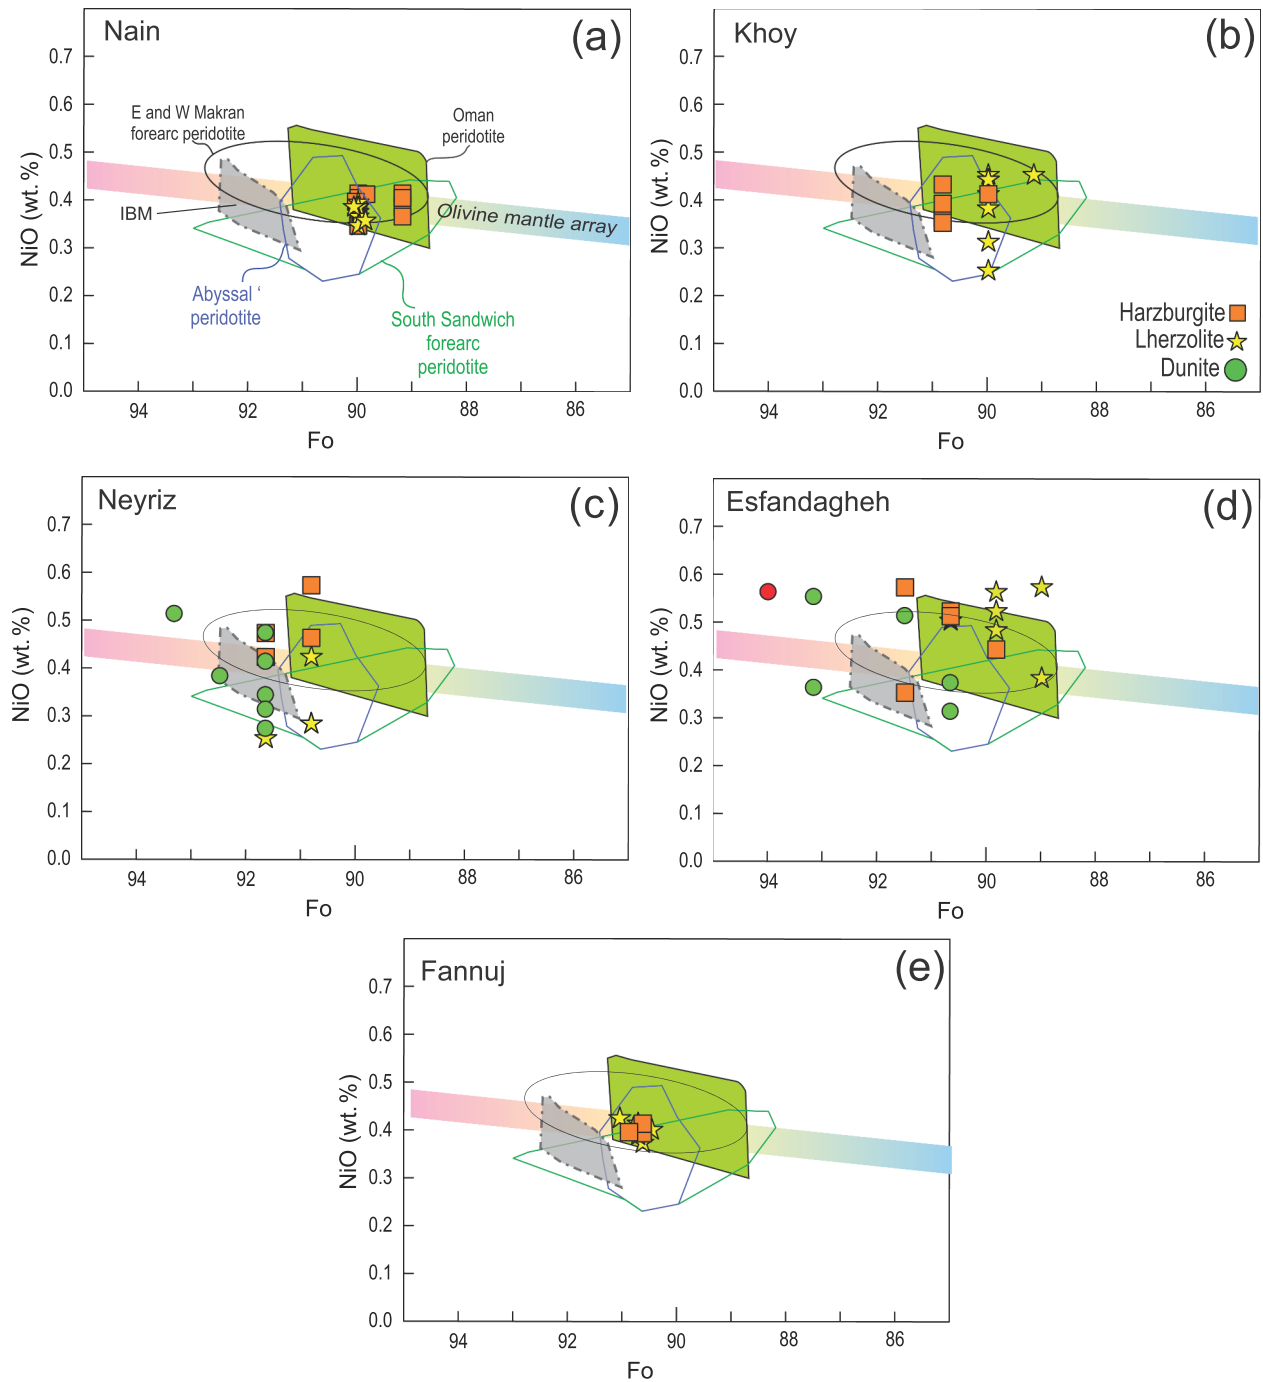 Nain
(a)
0.7
0.6
0.5
0.4
0.3
0.2
0.1
0.0
NiO (wt. %)
E and W Makran
forearc peridotite
Oman
peridotite
IBM
Olivine mantle array
Abyssal ‘
peridotite
South Sandwich
forearc
peridotite
94
92
90
88
86
Fo
Khoy
(b)
0.7
0.6
0.5
0.4
0.3
0.2
0.1
0.0
NiO (wt. %)
Harzburgite
Lherzolite
Dunite
94
92
90
88
86
Fo
Neyriz
(c)
0.7
0.6
0.5
0.4
0.3
0.2
0.1
0.0
NiO (wt. %)
94
92
90
88
86
Fo
Esfandagheh
(d)
0.7
0.6
0.5
0.4
0.3
0.2
0.1
0.0
NiO (wt. %)
94
92
90
88
86
Fo
Fannuj
(e)
0.7
0.6
0.5
0.4
0.3
0.2
0.1
0.0
NiO (wt. %)
94
92
90
88
86
Fo